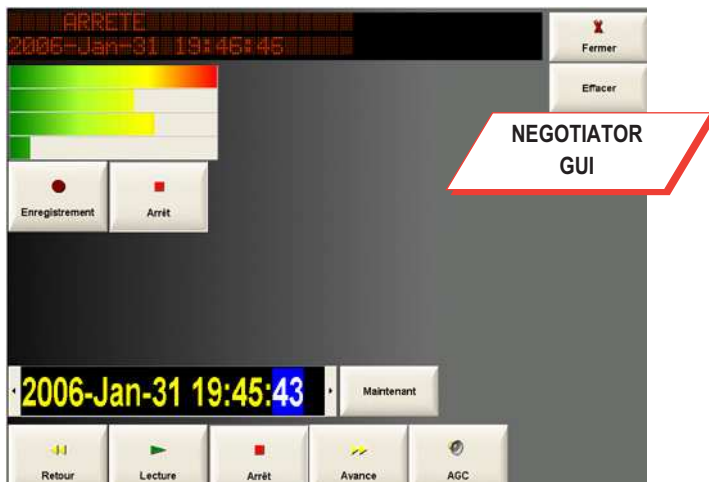 ARRETE
2006-Jan-31 19:46:46
Fermer
Effacer
NEGOTIATOR
GUI
Enregistrement
Arrêt
2006-Jan-31 19:45:43
Maintenant
Retour
Lecture
Arrêt
Avance
AGC